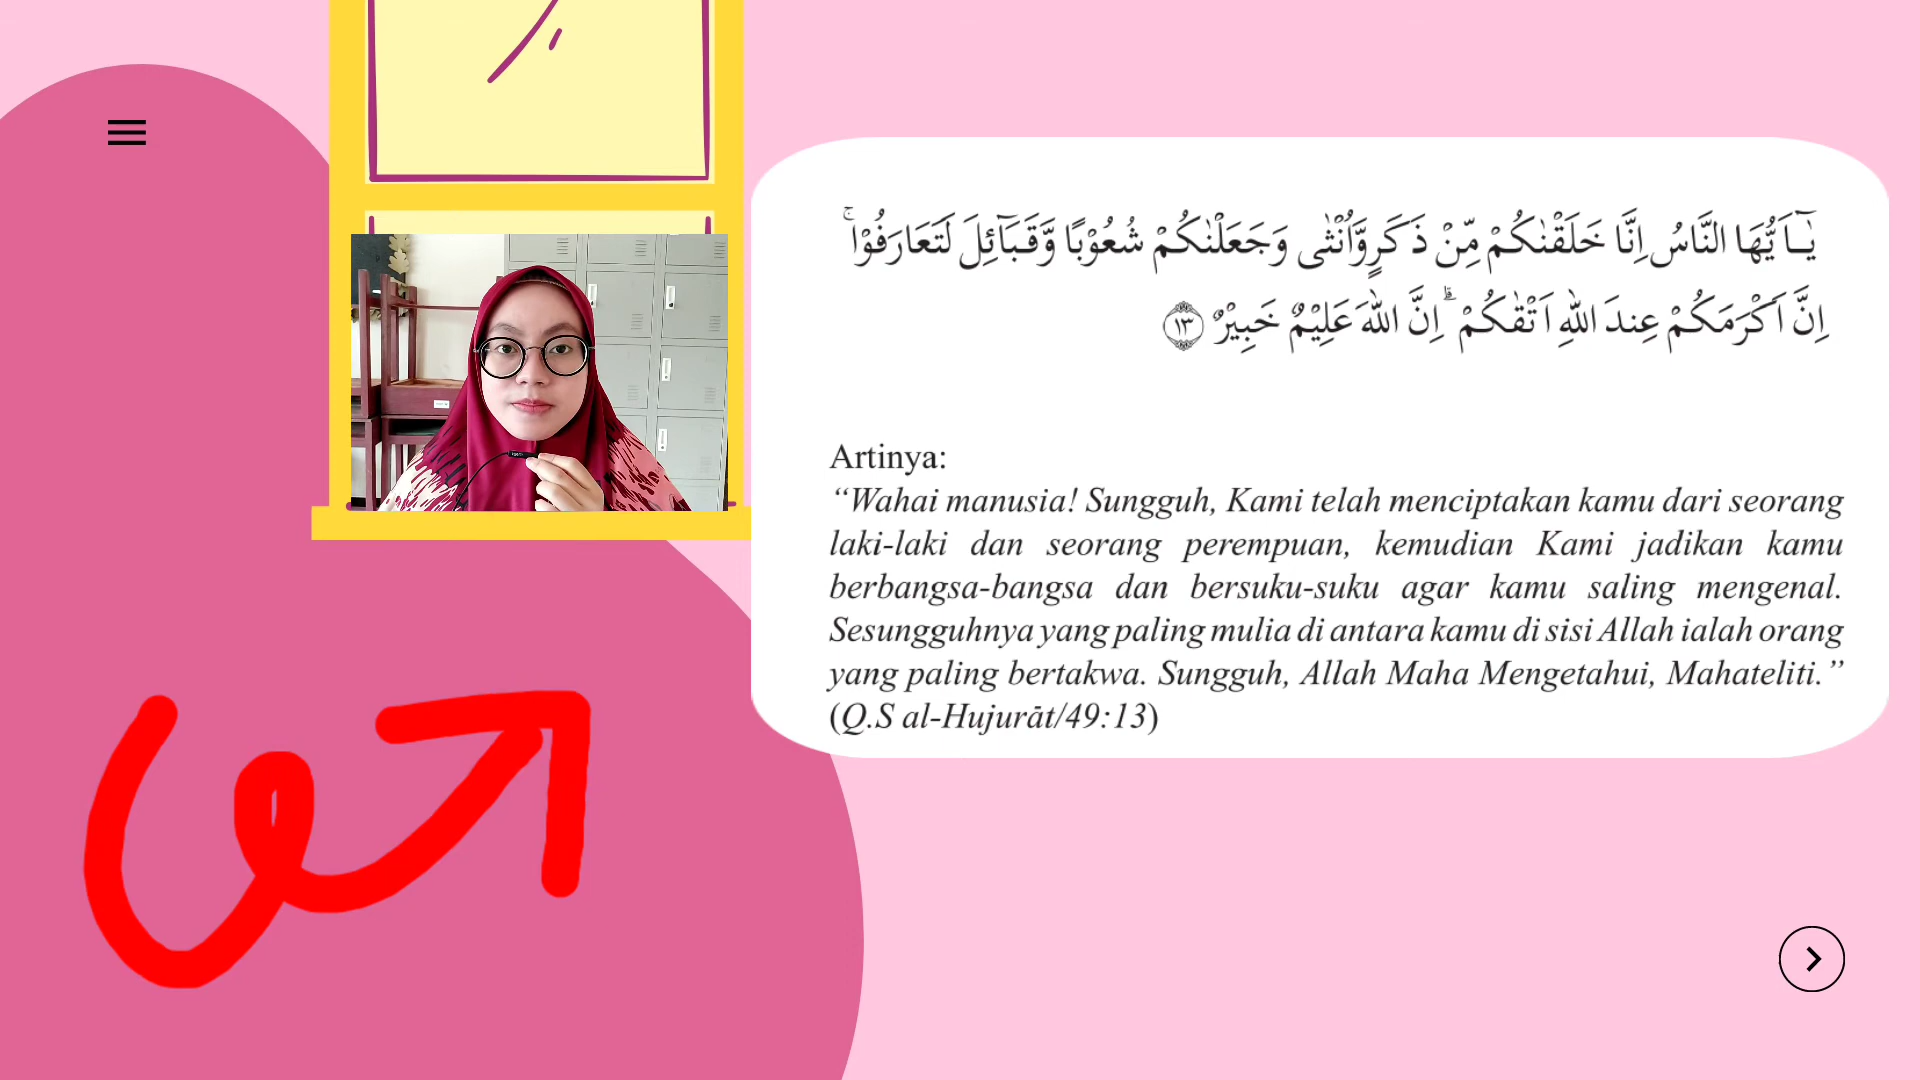 يٰٓاَيُّهَا النَّاسُ اِنَّا خَلَقْنٰكُمْ مِّنْ ذَكَرٍ وَّاُنْثٰى وَجَعَلْنٰكُمْ شُعُوْبًا وَّقَبَاۤىِٕلَ لِتَعَارَفُوْا ۚ
اِنَّ اَكْرَمَكُمْ عِندَ اللّٰهِ اَتْقٰىكُمْ ۗ اِنَّ اللّٰهَ عَلِيْمٌ خَبِيْرٌ ١٣
Artinya:
“Wahai manusia! Sungguh, Kami telah menciptakan kamu dari seorang
laki-laki dan seorang perempuan, kemudian Kami jadikan kamu
berbangsa-bangsa dan bersuku-suku agar kamu saling mengenal.
Sesungguhnya yang paling mulia di antara kamu di sisi Allah ialah orang
yang paling bertakwa. Sungguh, Allah Maha Mengetahui, Mahateliti.”
(Q.S al-Hujurāt/49:13)